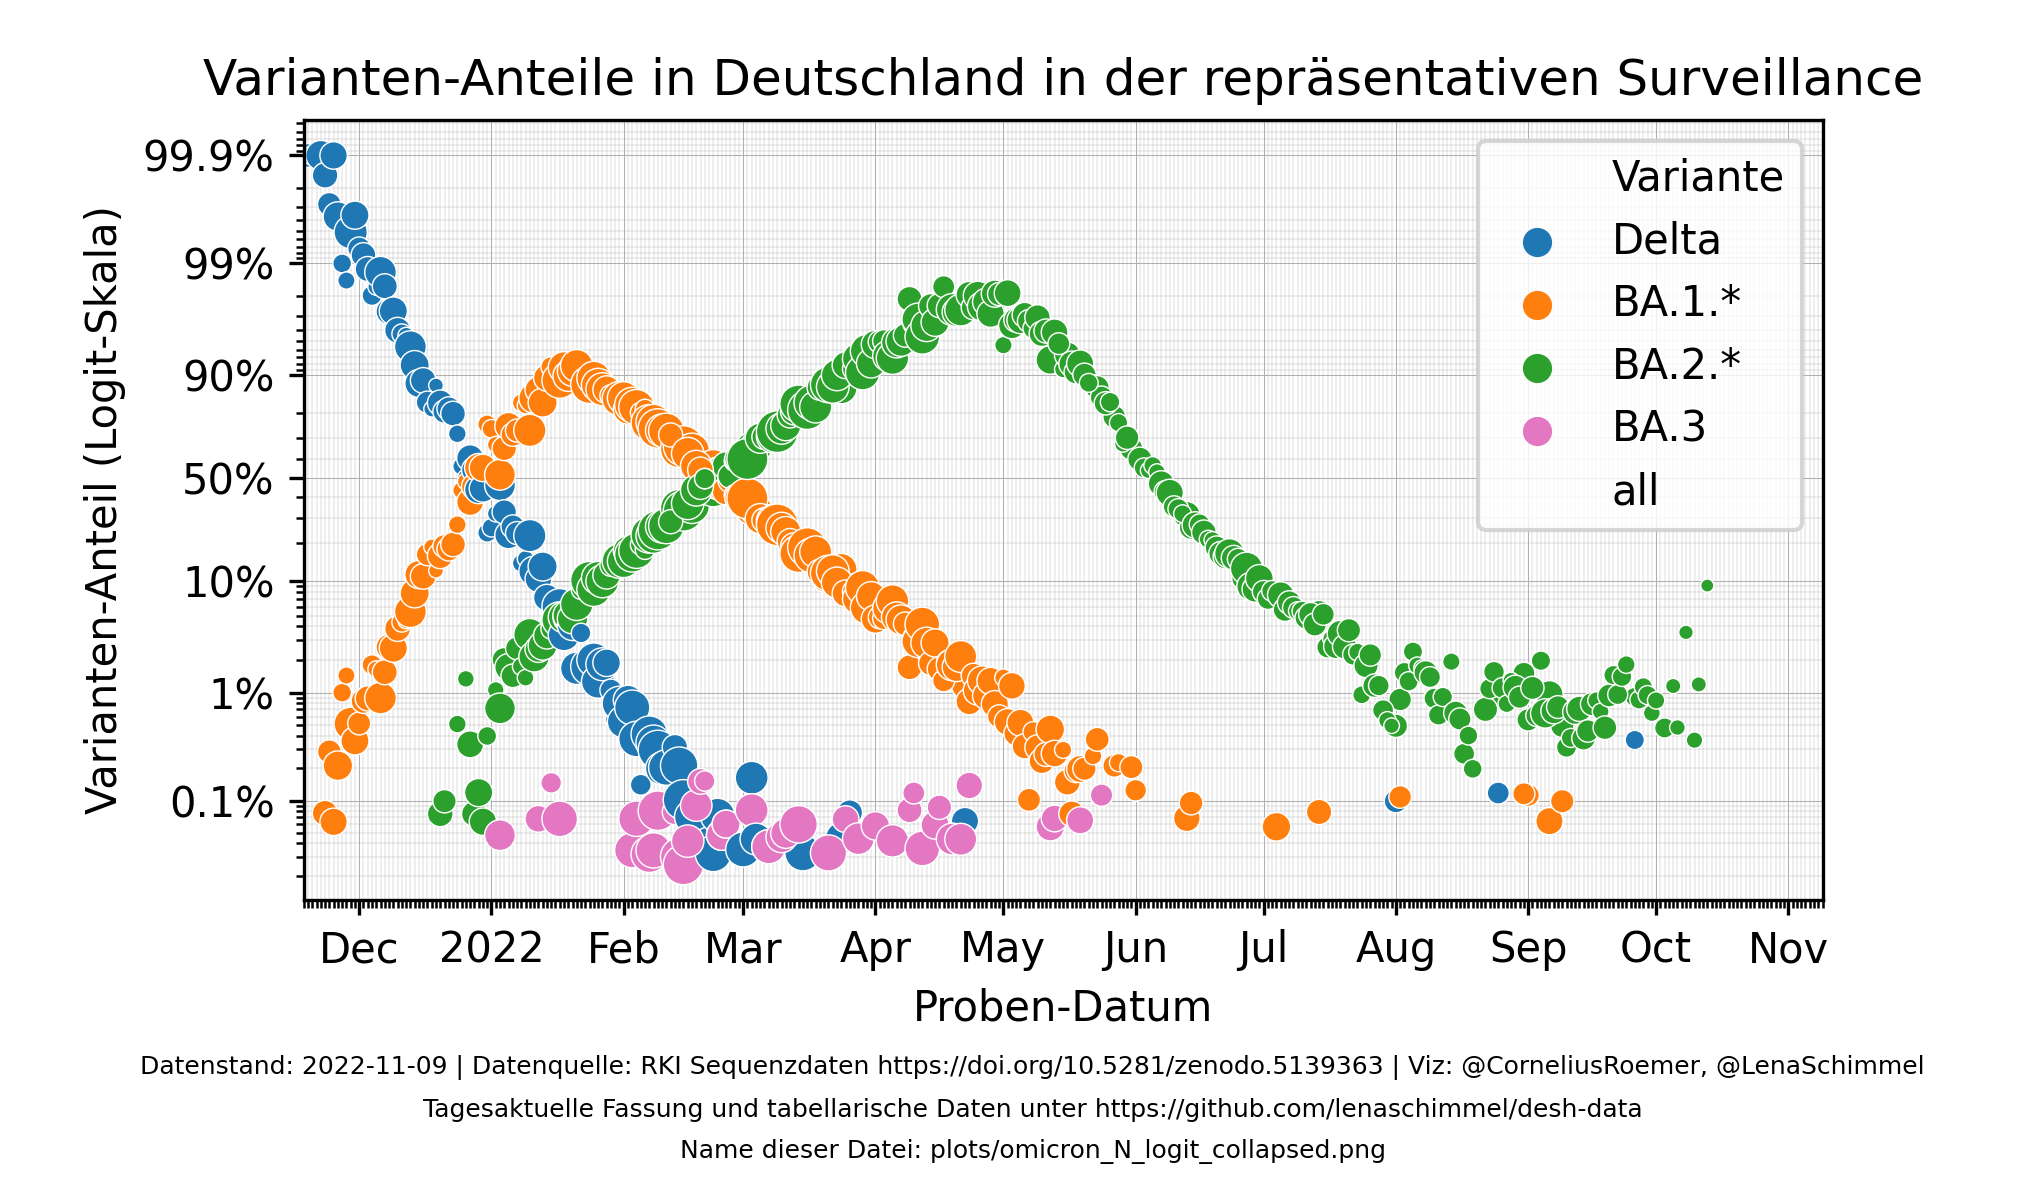 Varianten-Anteile in Deutschland in der repräsentativen Surveillance
99.9%
99%
90%
50%
10%
1%
0.1%
Varianten-Anteil (Logit-Skala)
Variante
Delta
BA.1.*
BA.2.*
BA.3
all
Dec 2022 Feb Mar Apr May Jun Jul Aug Sep Oct Nov
Proben-Datum
Datenstand: 2022-11-09 | Datenquelle: RKI Sequenzdaten https://doi.org/10.5281/zenodo.5139363 | Viz: @CorneliusRoemer, @LenaSchimmel
Tagesaktuelle Fassung und tabellarische Daten unter https://github.com/lenaschimmel/desh-data
Name dieser Datei: plots/omicron_N_logit_collapsed.png